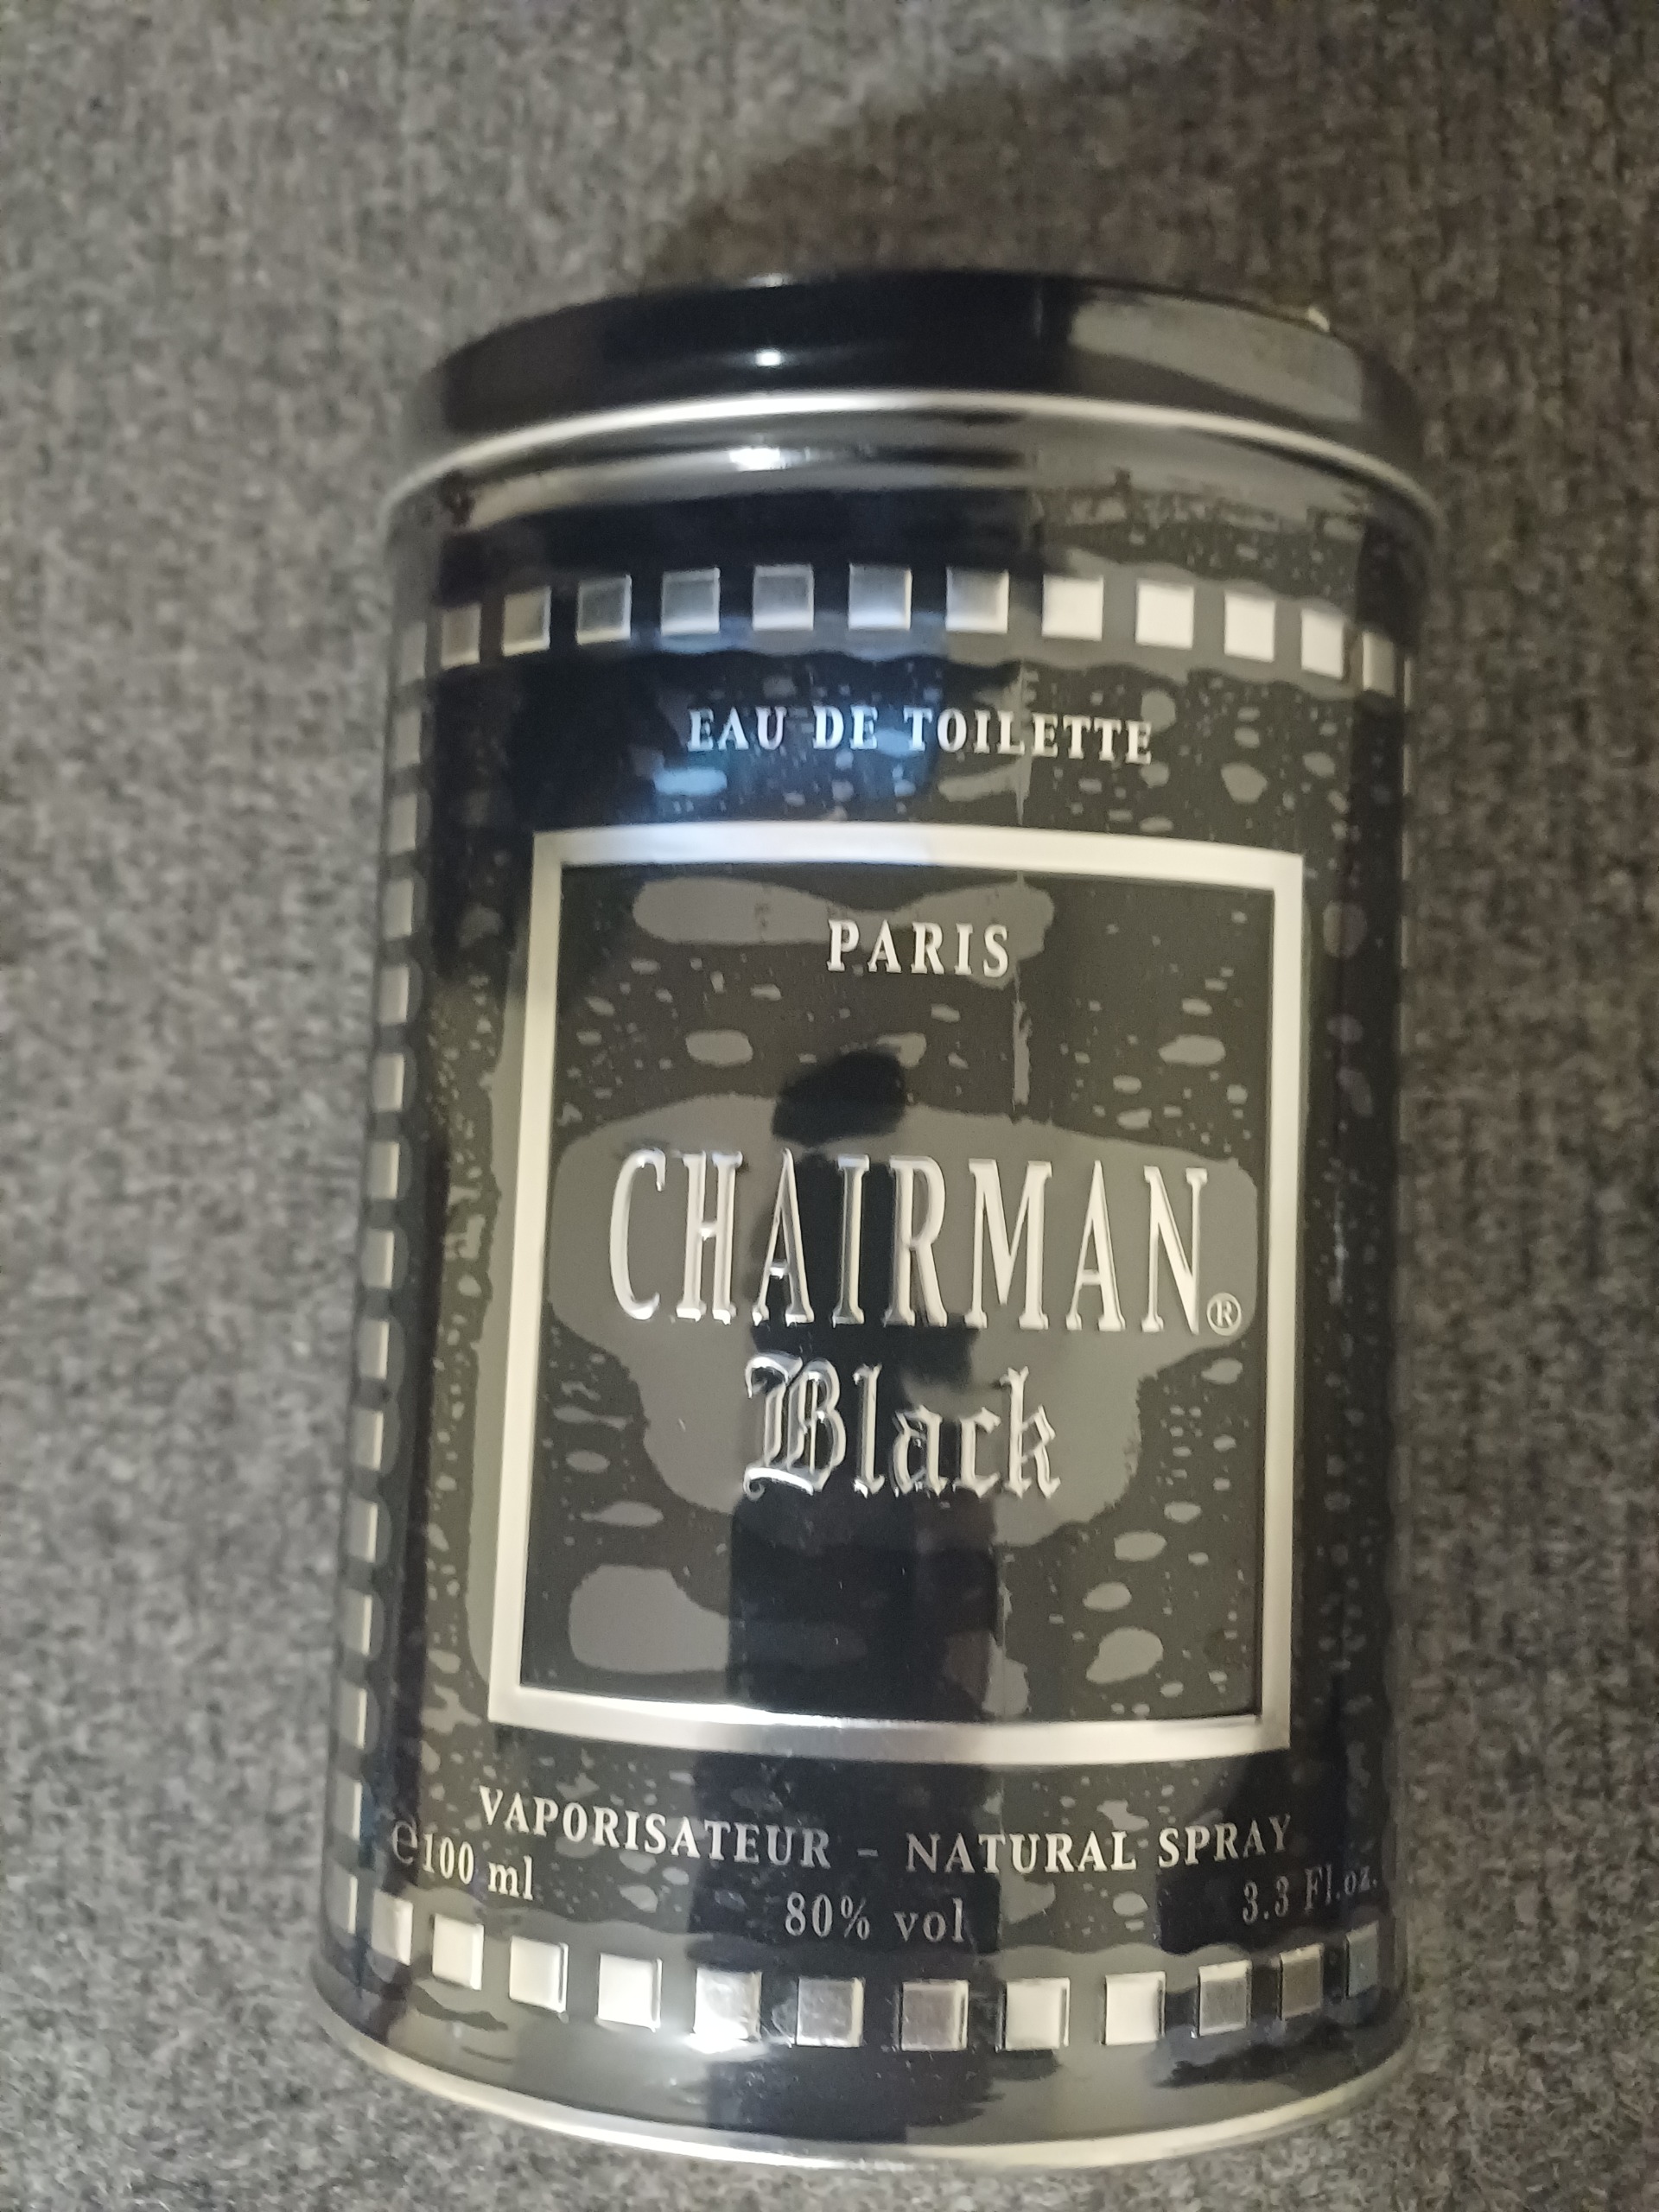 EAU DE TOILETTE
PARIS
CHAIRMAN®
Black
VAPORISATEUR – NATURAL SPRAY
℮100 ml 80% vol 3.3 Fl.oz.